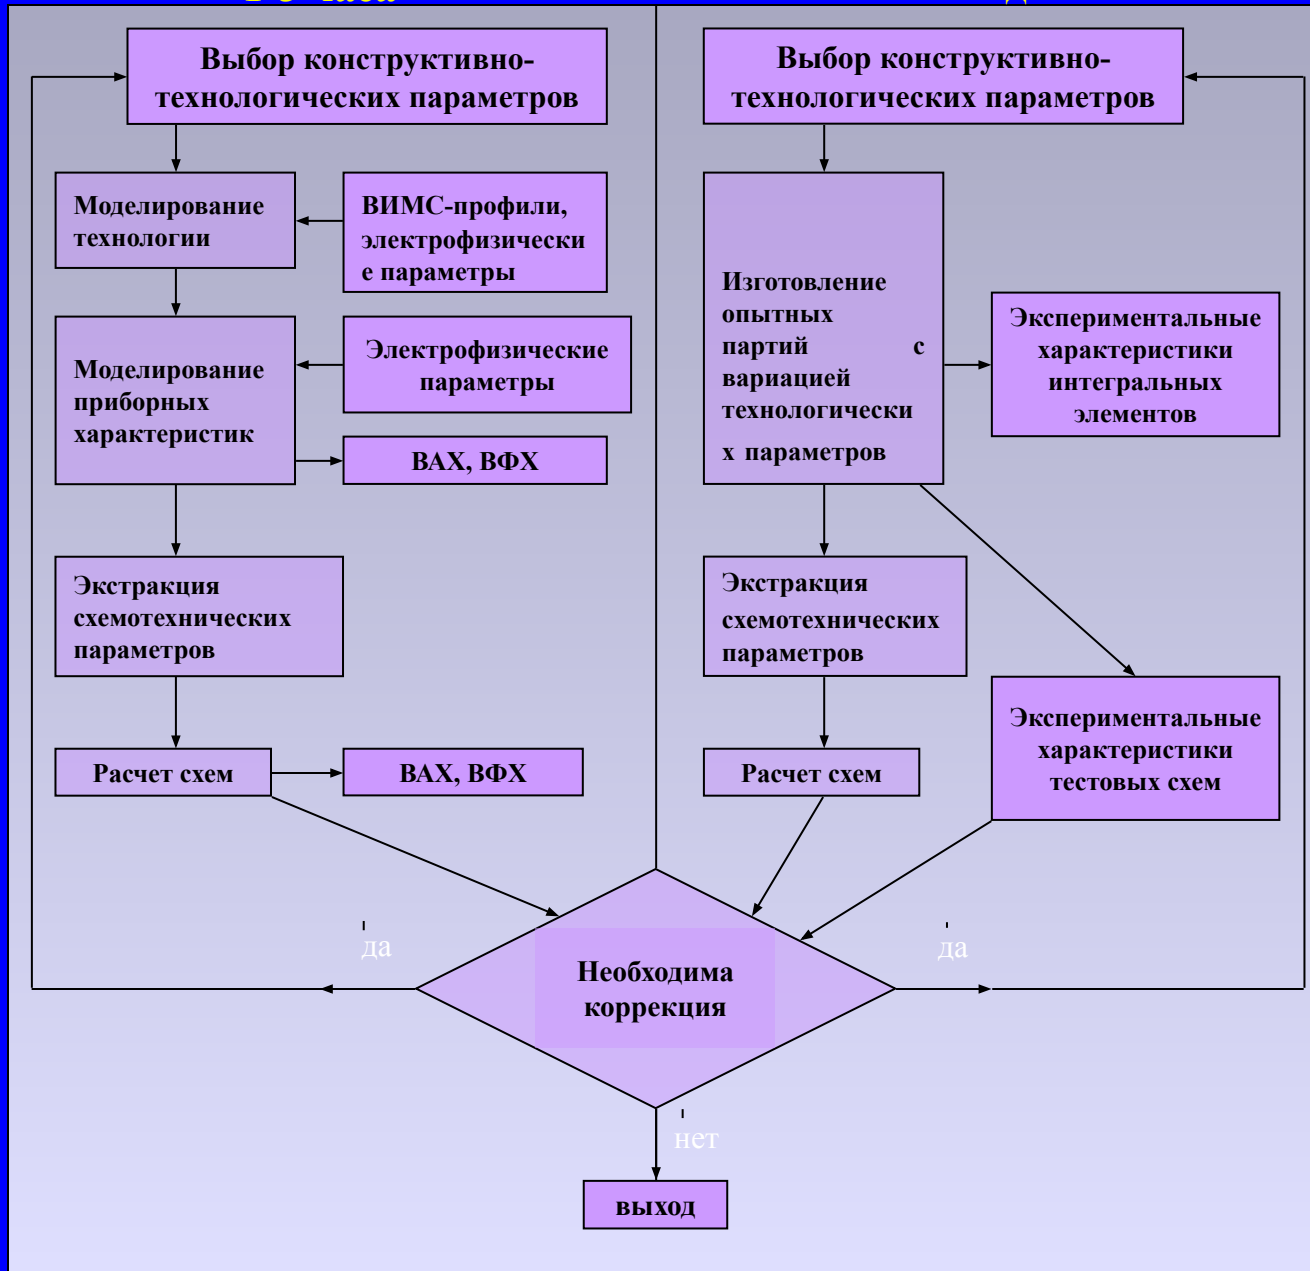 Выбор конструктивно-
технологических параметров
Моделирование
технологии
ВИМС-профили,
электрофизически
е параметры
Моделирование
приборных
характеристик
Электрофизические
параметры
ВАХ, ВФХ
Экстракция
схемотехнических
параметров
Расчет схем
ВАХ, ВФХ
Выбор конструктивно-
технологических параметров
Изготовление
опытных
партий с
вариацией
технологически
х параметров
Экспериментальные
характеристики
интегральных
элементов
Экстракция
схемотехнических
параметров
Экспериментальные
характеристики
тестовых схем
Расчет схем
да
да
Необходима
коррекция
нет
выход